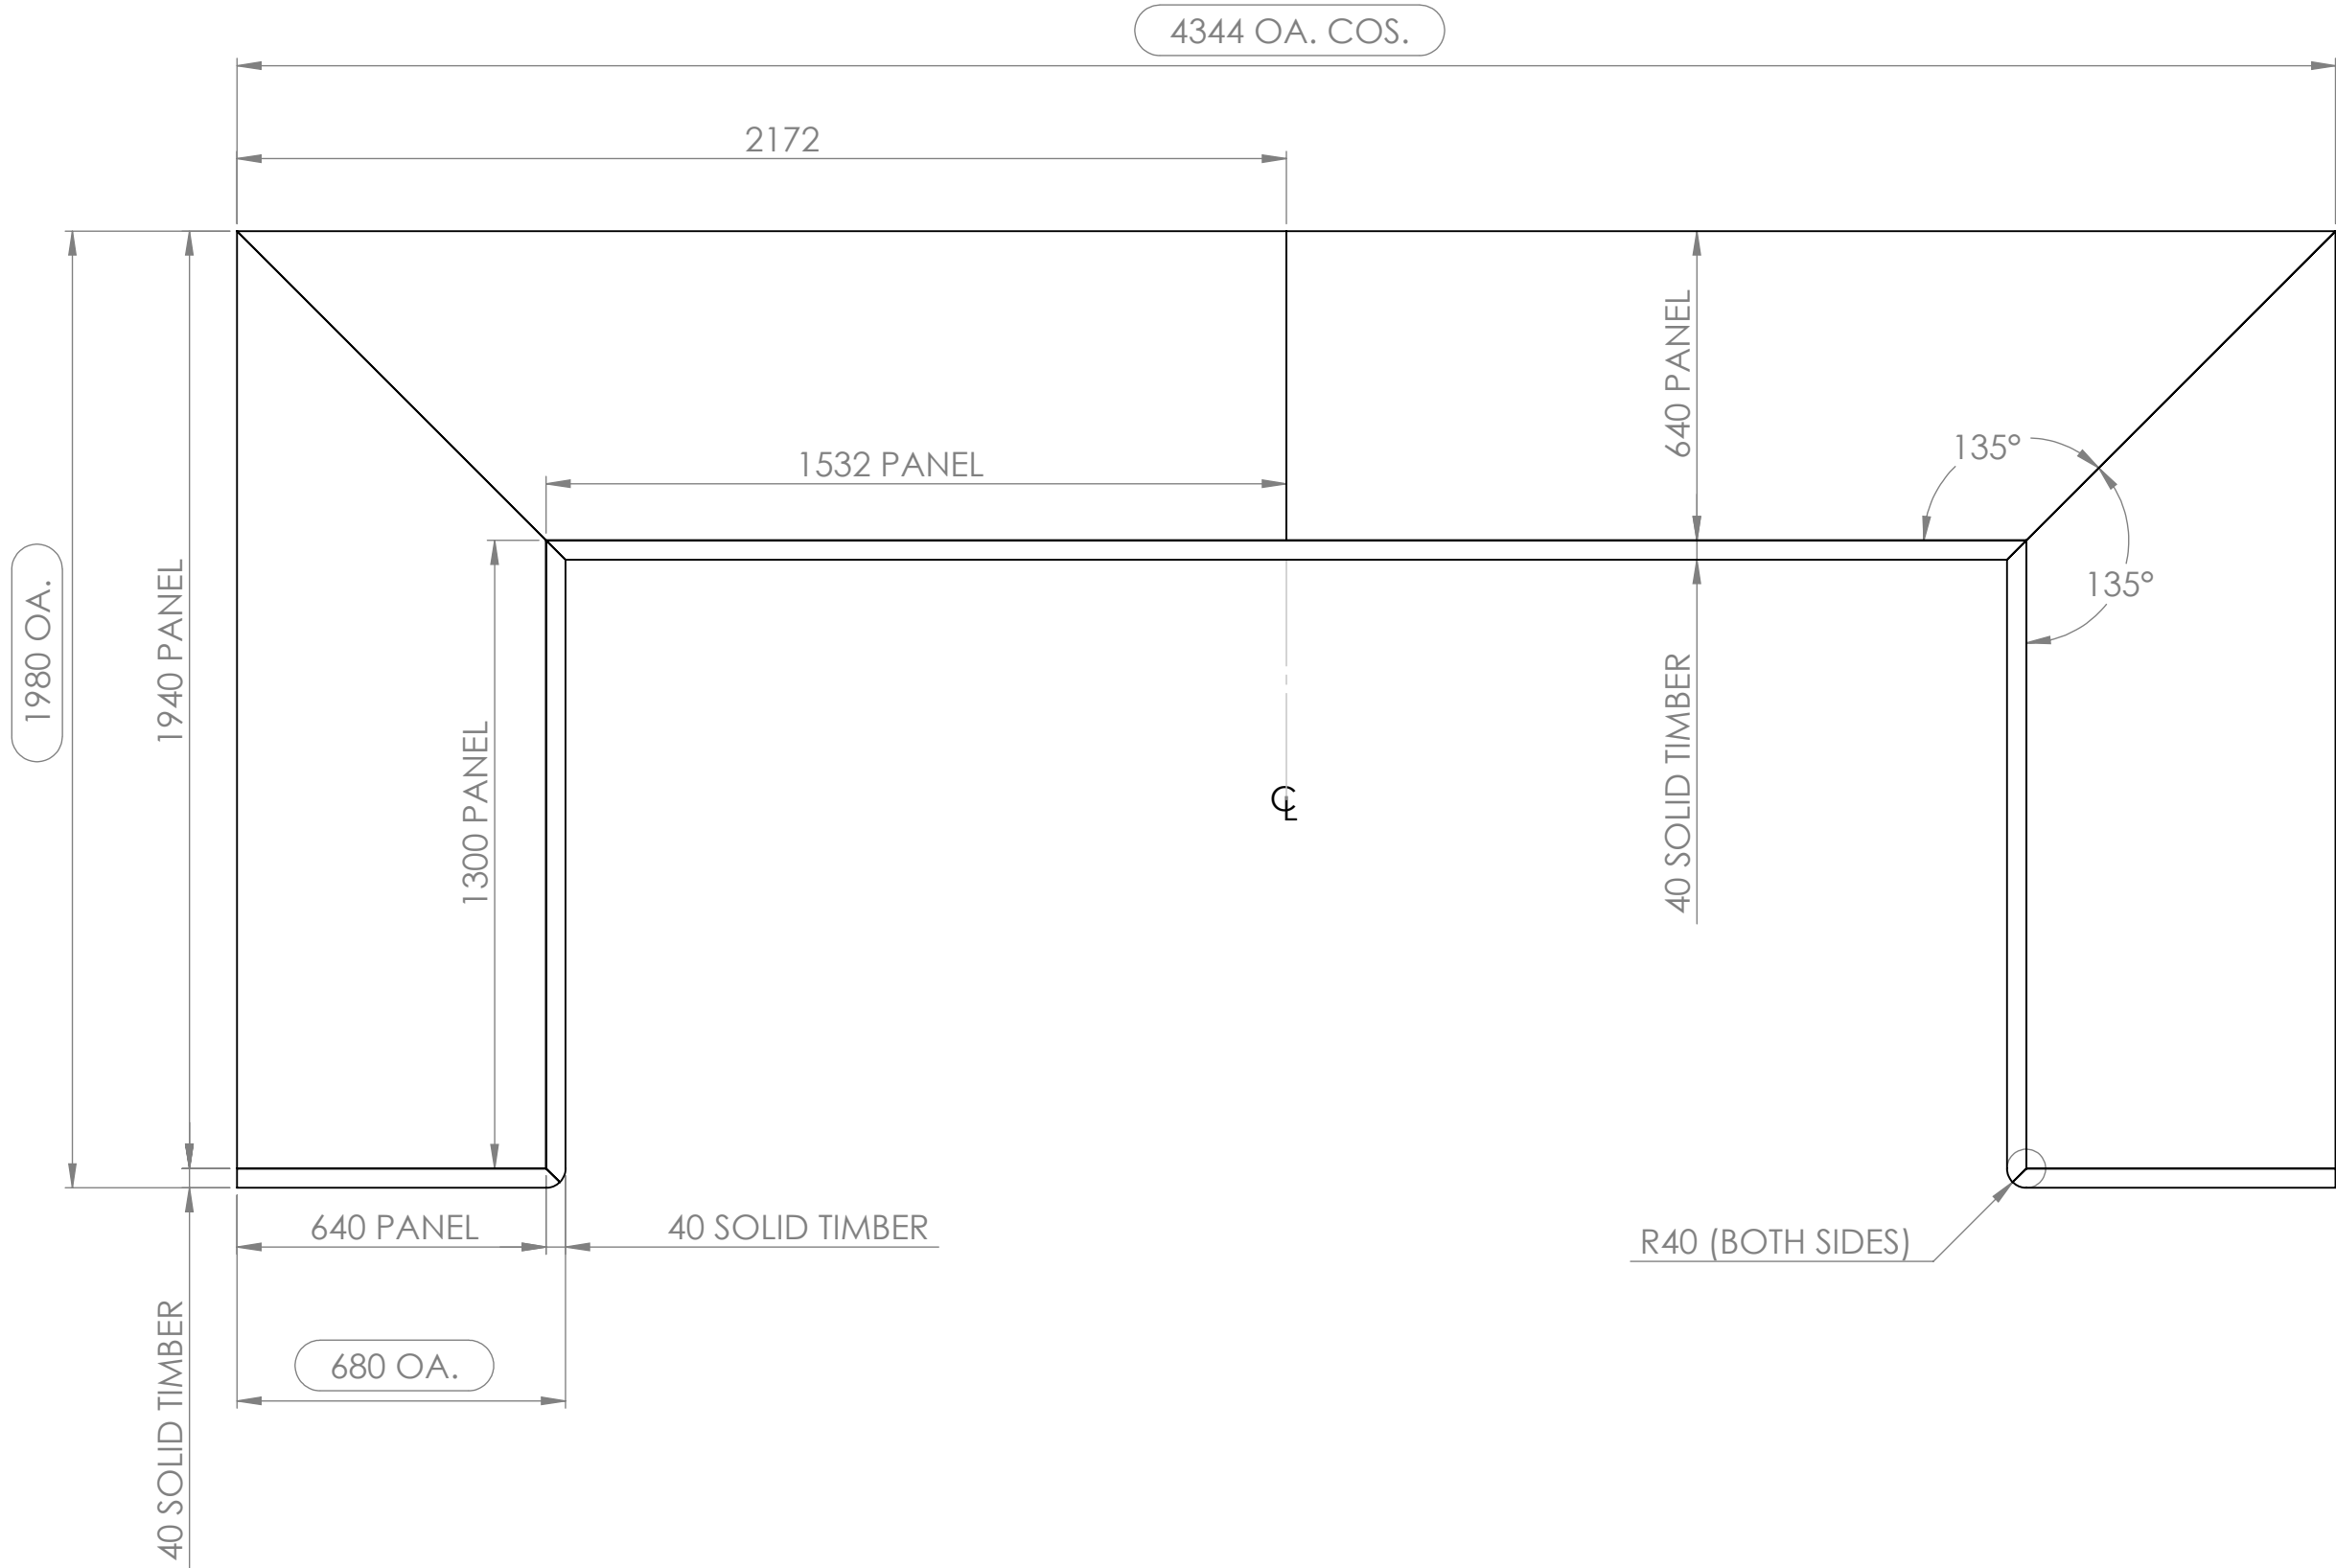 4344 OA. COS.
2172
640 PANEL
135°
1532 PANEL
1980 OA.
1940 PANEL
135°
1300 PANEL
40 SOLID TIMBER
CL
640 PANEL
40 SOLID TIMBER
R40 (BOTH SIDES)
680 OA.
40 SOLID TIMBER